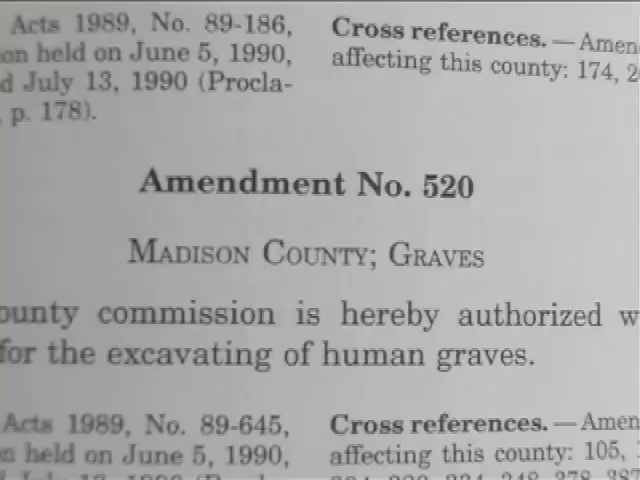 Acts 1989, No. 89-186,
on held on June 5, 1990,
d July 13, 1990 (Procla-
, p. 178).
Cross references. — Amen
affecting this county: 174, 2
Amendment No. 520
Madison County; Graves
ounty commission is hereby authorized w
for the excavating of human graves.
Acts 1989, No. 89-645,
n held on June 5, 1990,
Cross references. — Amen
affecting this county: 105,